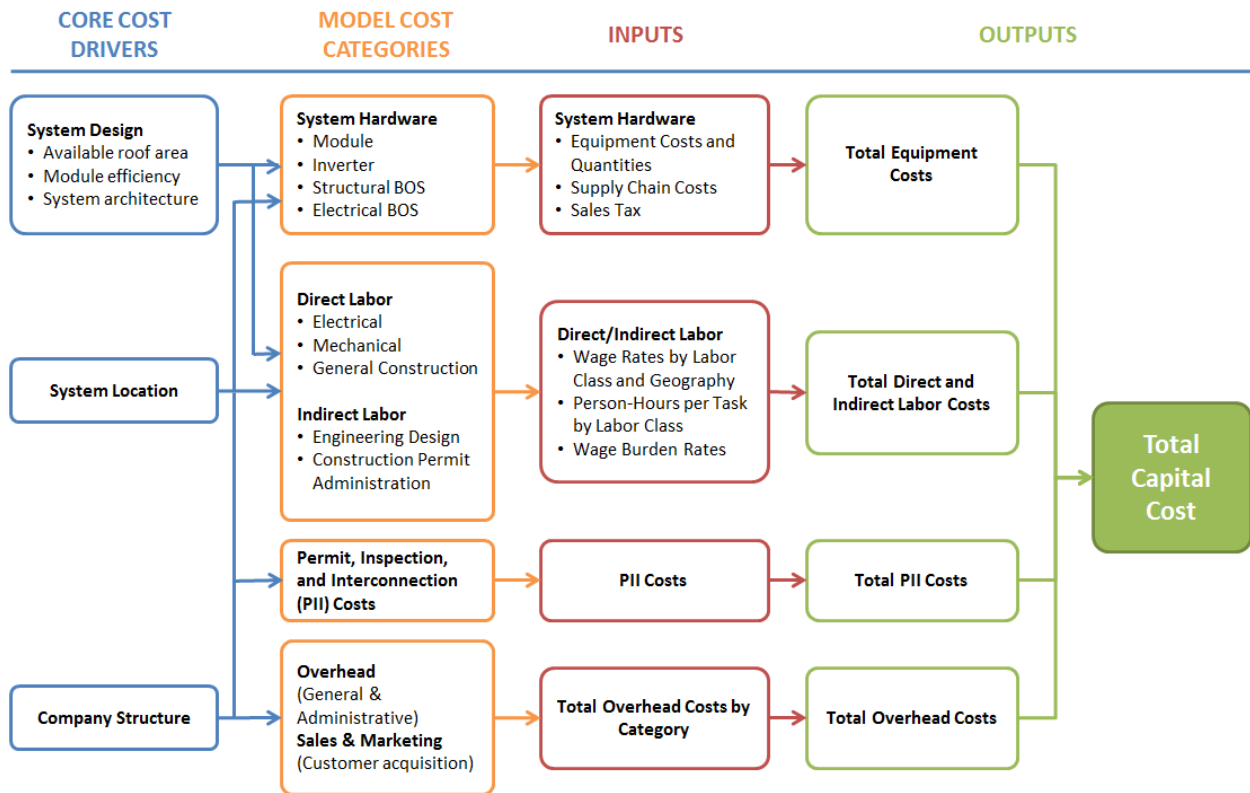 CORE COST
DRIVERS
MODEL COST
CATEGORIES
INPUTS
OUTPUTS
System Design
• Available roof area
• Module efficiency
• System architecture
System Hardware
• Module
• Inverter
• Structural BOS
• Electrical BOS
System Hardware
• Equipment Costs and
Quantities
• Supply Chain Costs
• Sales Tax
Total Equipment
Costs
System Location
Direct Labor
• Electrical
• Mechanical
• General Construction
Indirect Labor
• Engineering Design
• Construction Permit
Administration
Direct/Indirect Labor
• Wage Rates by Labor
Class and Geography
• Person-Hours per Task
by Labor Class
• Wage Burden Rates
Total Direct and
Indirect Labor Costs
Total
Capital
Cost
Permit, Inspection,
and Interconnection
(PII) Costs
PII Costs
Total PII Costs
Company Structure
Overhead
(General &
Administrative)
Sales & Marketing
(Customer acquisition)
Total Overhead Costs by
Category
Total Overhead Costs